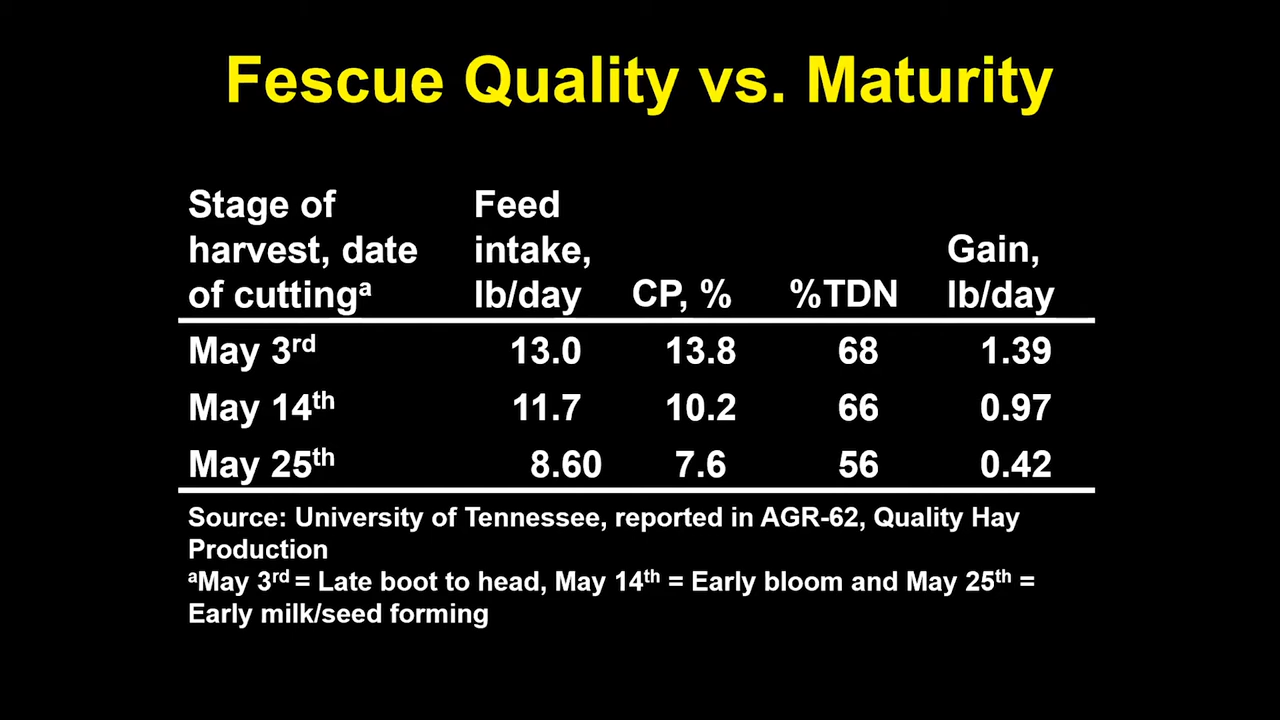 Fescue Quality vs. Maturity
Stage of harvest, date of cuttingᵃ Feed intake, lb/day CP, % %TDN Gain, lb/day
May 3ʳᵈ 13.0 13.8 68 1.39
May 14ᵗʰ 11.7 10.2 66 0.97
May 25ᵗʰ 8.60 7.6 56 0.42
Source: University of Tennessee, reported in AGR-62, Quality Hay
Production
ᵃMay 3ʳᵈ = Late boot to head, May 14ᵗʰ = Early bloom and May 25ᵗʰ =
Early milk/seed forming